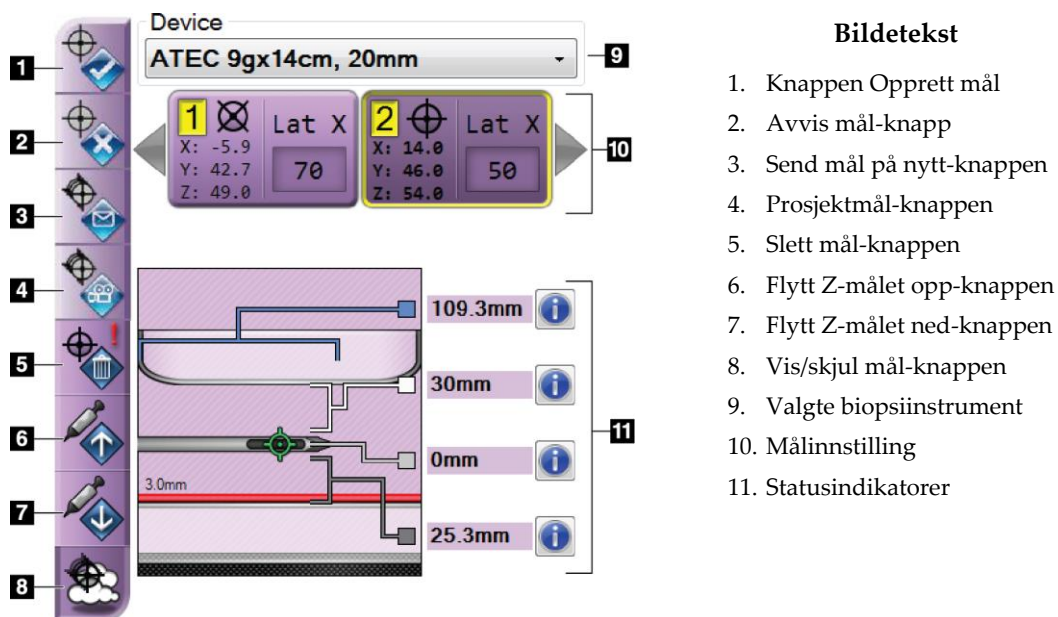 Device
1
ATEC 9gx14cm, 20mm
9
2
1
X: -5.9
Y: 42.7
Z: 49.0
Lat X
70
2
X: 14.0
Y: 46.0
Z: 54.0
Lat X
50
10
3
4
5
!
6
7
8
109.3mm
30mm
0mm
3.0mm
25.3mm
11
Bildetekst
1. Knappen Opprett mål
2. Avvis mål-knapp
3. Send mål på nytt-knappen
4. Prosjektmål-knappen
5. Slett mål-knappen
6. Flytt Z-målet opp-knappen
7. Flytt Z-målet ned-knappen
8. Vis/skjul mål-knappen
9. Valgte biopsiinstrument
10. Målinnstilling
11. Statusindikatorer